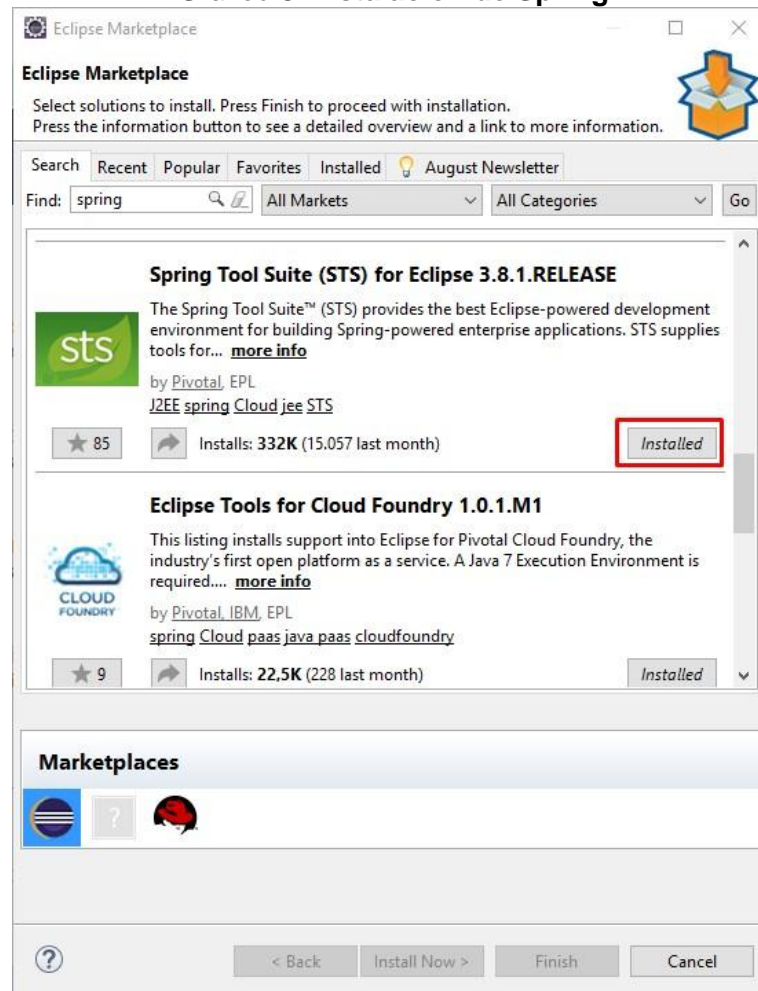 Eclipse Marketplace
Eclipse Marketplace
Select solutions to install. Press Finish to proceed with installation.
Press the information button to see a detailed overview and a link to more information.
Search Recent Popular Favorites Installed August Newsletter
Find: spring All Markets All Categories Go
Spring Tool Suite (STS) for Eclipse 3.8.1.RELEASE
The Spring Tool Suite™ (STS) provides the best Eclipse-powered development
environment for building Spring-powered enterprise applications. STS supplies
tools for... more info
sts
by Pivotal, EPL
J2EE spring Cloud jee STS
85 Installs: 332K (15.057 last month) Installed
Eclipse Tools for Cloud Foundry 1.0.1.M1
This listing installs support into Eclipse for Pivotal Cloud Foundry, the
industry's first open platform as a service. A Java 7 Execution Environment is
required.... more info
CLOUD
FOUNDRY
by Pivotal, IBM, EPL
spring Cloud paas java paas cloudfoundry
9 Installs: 22,5K (228 last month) Installed
Marketplaces
?
?
< Back Install Now > Finish Cancel